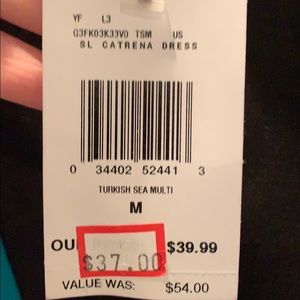 YF L3
Q3FK03K33V0 TSM US
SL CATRENA DRESS
0 34402 52441 3
TURKISH SEA MULTI
M
OU $39.99
$37.00
VALUE WAS: $54.00